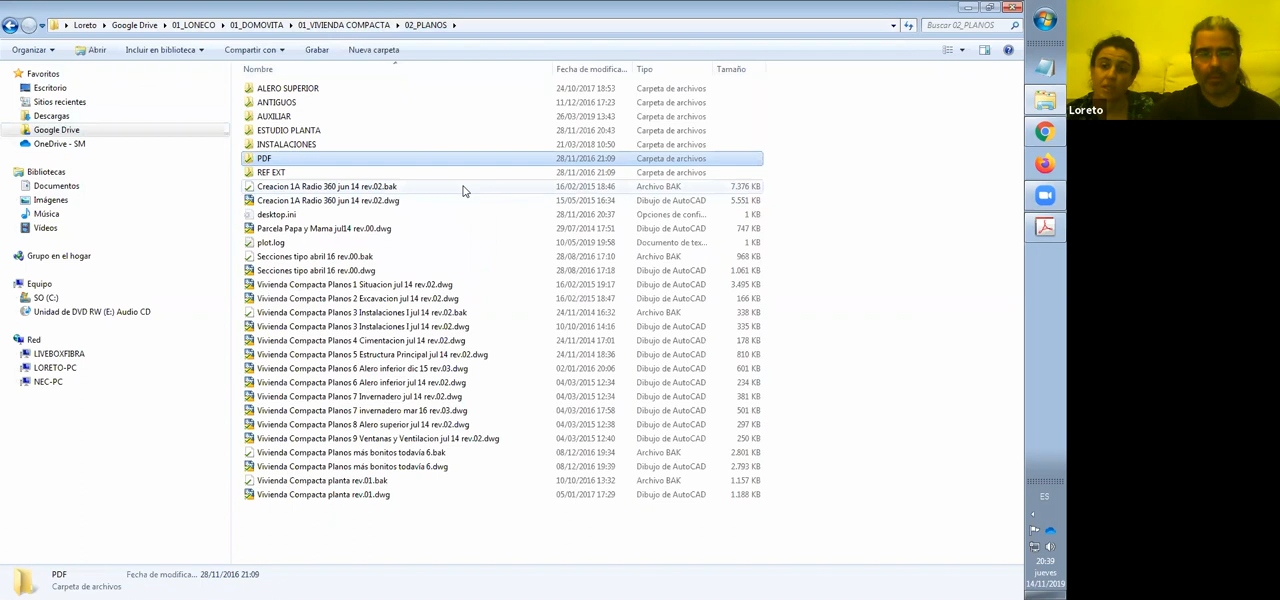 Loreto Google Drive 01_LONECO 01_DOMOVITA 01_VIVIENDA COMPACTA 02_PLANOS
Buscar 02_PLANOS
Organizar Abrir Incluir en biblioteca Compartir con Grabar Nueva carpeta
Favoritos
Escritorio
Sitios recientes
Descargas
Google Drive
OneDrive - SM
Bibliotecas
Documentos
Imágenes
Música
Vídeos
Grupo en el hogar
Equipo
SO (C:)
Unidad de DVD RW (E:) Audio CD
Red
LIVEBOXFIBRA
LORETO-PC
NEC-PC
Nombre Fecha de modifica... Tipo Tamaño
ALERO SUPERIOR 24/10/2017 18:53 Carpeta de archivos
ANTIGUOS 11/12/2016 17:23 Carpeta de archivos
AUXILIAR 26/03/2019 13:43 Carpeta de archivos
ESTUDIO PLANTA 28/11/2016 20:43 Carpeta de archivos
INSTALACIONES 21/03/2018 10:50 Carpeta de archivos
PDF 28/11/2016 21:09 Carpeta de archivos
REF EXT 28/11/2016 21:09 Carpeta de archivos
Creacion 1A Radio 360 jun 14 rev.02.bak 16/02/2015 18:46 Archivo BAK 7.376 KB
Creacion 1A Radio 360 jun 14 rev.02.dwg 15/05/2015 16:34 Dibujo de AutoCAD 5.551 KB
desktop.ini 28/11/2016 20:37 Opciones de confi... 1 KB
Parcela Papa y Mama jul14 rev.00.dwg 29/07/2014 17:51 Dibujo de AutoCAD 747 KB
plot.log 10/05/2019 19:58 Documento de tex... 1 KB
Secciones tipo abril 16 rev.00.bak 28/08/2016 17:10 Archivo BAK 968 KB
Secciones tipo abril 16 rev.00.dwg 28/08/2016 17:18 Dibujo de AutoCAD 1.061 KB
Vivienda Compacta Planos 1 Situacion jul 14 rev.02.dwg 16/02/2015 19:17 Dibujo de AutoCAD 3.495 KB
Vivienda Compacta Planos 2 Excavacion jul 14 rev.02.dwg 16/02/2015 18:47 Dibujo de AutoCAD 166 KB
Vivienda Compacta Planos 3 Instalaciones I jul 14 rev.02.bak 24/11/2014 16:32 Archivo BAK 338 KB
Vivienda Compacta Planos 3 Instalaciones I jul 14 rev.02.dwg 10/10/2016 14:16 Dibujo de AutoCAD 335 KB
Vivienda Compacta Planos 4 Cimentacion jul 14 rev.02.dwg 24/11/2014 17:01 Dibujo de AutoCAD 178 KB
Vivienda Compacta Planos 5 Estructura Principal jul 14 rev.02.dwg 24/11/2014 18:36 Dibujo de AutoCAD 810 KB
Vivienda Compacta Planos 6 Alero inferior dic 15 rev.03.dwg 02/01/2016 20:06 Dibujo de AutoCAD 601 KB
Vivienda Compacta Planos 6 Alero inferior jul 14 rev.02.dwg 04/03/2015 12:34 Dibujo de AutoCAD 234 KB
Vivienda Compacta Planos 7 Invernadero jul 14 rev.02.dwg 04/03/2015 12:34 Dibujo de AutoCAD 381 KB
Vivienda Compacta Planos 7 invernadero mar 16 rev.03.dwg 04/03/2016 17:58 Dibujo de AutoCAD 501 KB
Vivienda Compacta Planos 8 Alero superior jul 14 rev.02.dwg 04/03/2015 12:38 Dibujo de AutoCAD 297 KB
Vivienda Compacta Planos 9 Ventanas y Ventilacion jul 14 rev.02.dwg 04/03/2015 12:40 Dibujo de AutoCAD 250 KB
Vivienda Compacta Planos más bonitos todavía 6.bak 08/12/2016 19:34 Archivo BAK 2.801 KB
Vivienda Compacta Planos más bonitos todavía 6.dwg 08/12/2016 19:39 Dibujo de AutoCAD 2.793 KB
Vivienda Compacta planta rev.01.bak 10/10/2016 13:32 Archivo BAK 1.157 KB
Vivienda Compacta planta rev.01.dwg 05/01/2017 17:29 Dibujo de AutoCAD 1.188 KB
PDF Fecha de modifica... 28/11/2016 21:09
Carpeta de archivos
Loreto
ES
20:39
jueves
14/11/2019